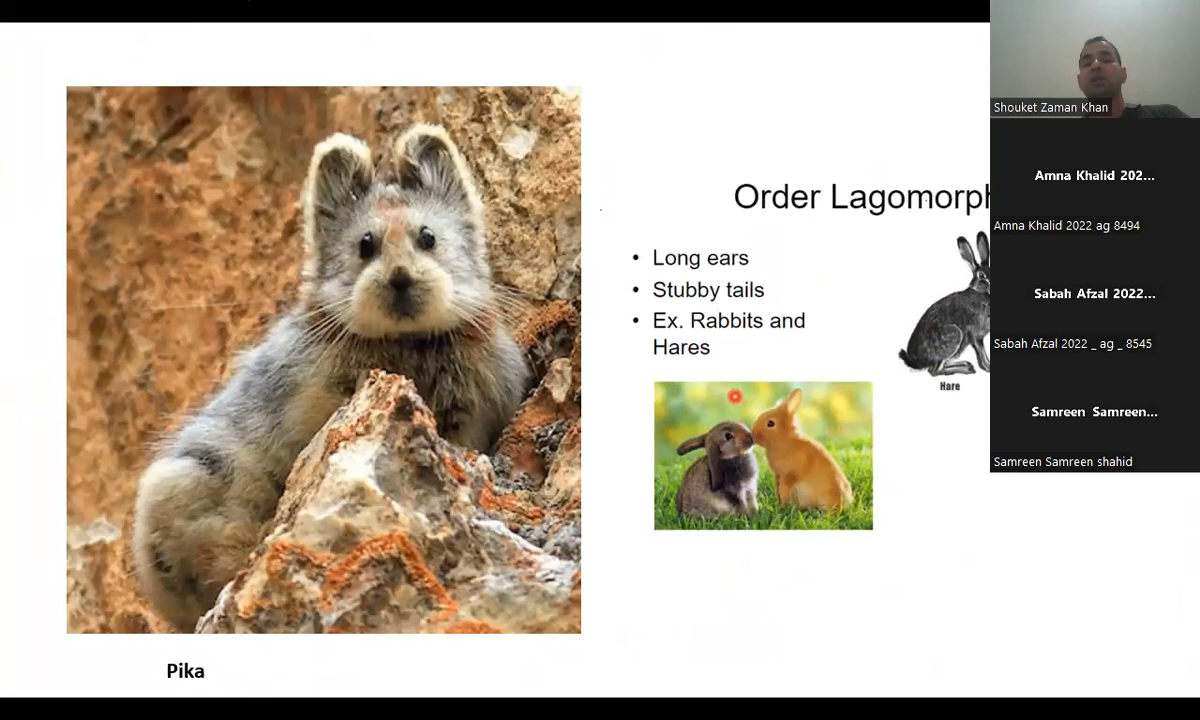 Order Lagomorph
• Long ears
• Stubby tails
• Ex. Rabbits and
Hares
Hare
Pika
Shouket Zaman Khan
Amna Khalid 202...
Amna Khalid 2022 ag 8494
Sabah Afzal 2022...
Sabah Afzal 2022 _ ag _ 8545
Samreen Samreen...
Samreen Samreen shahid